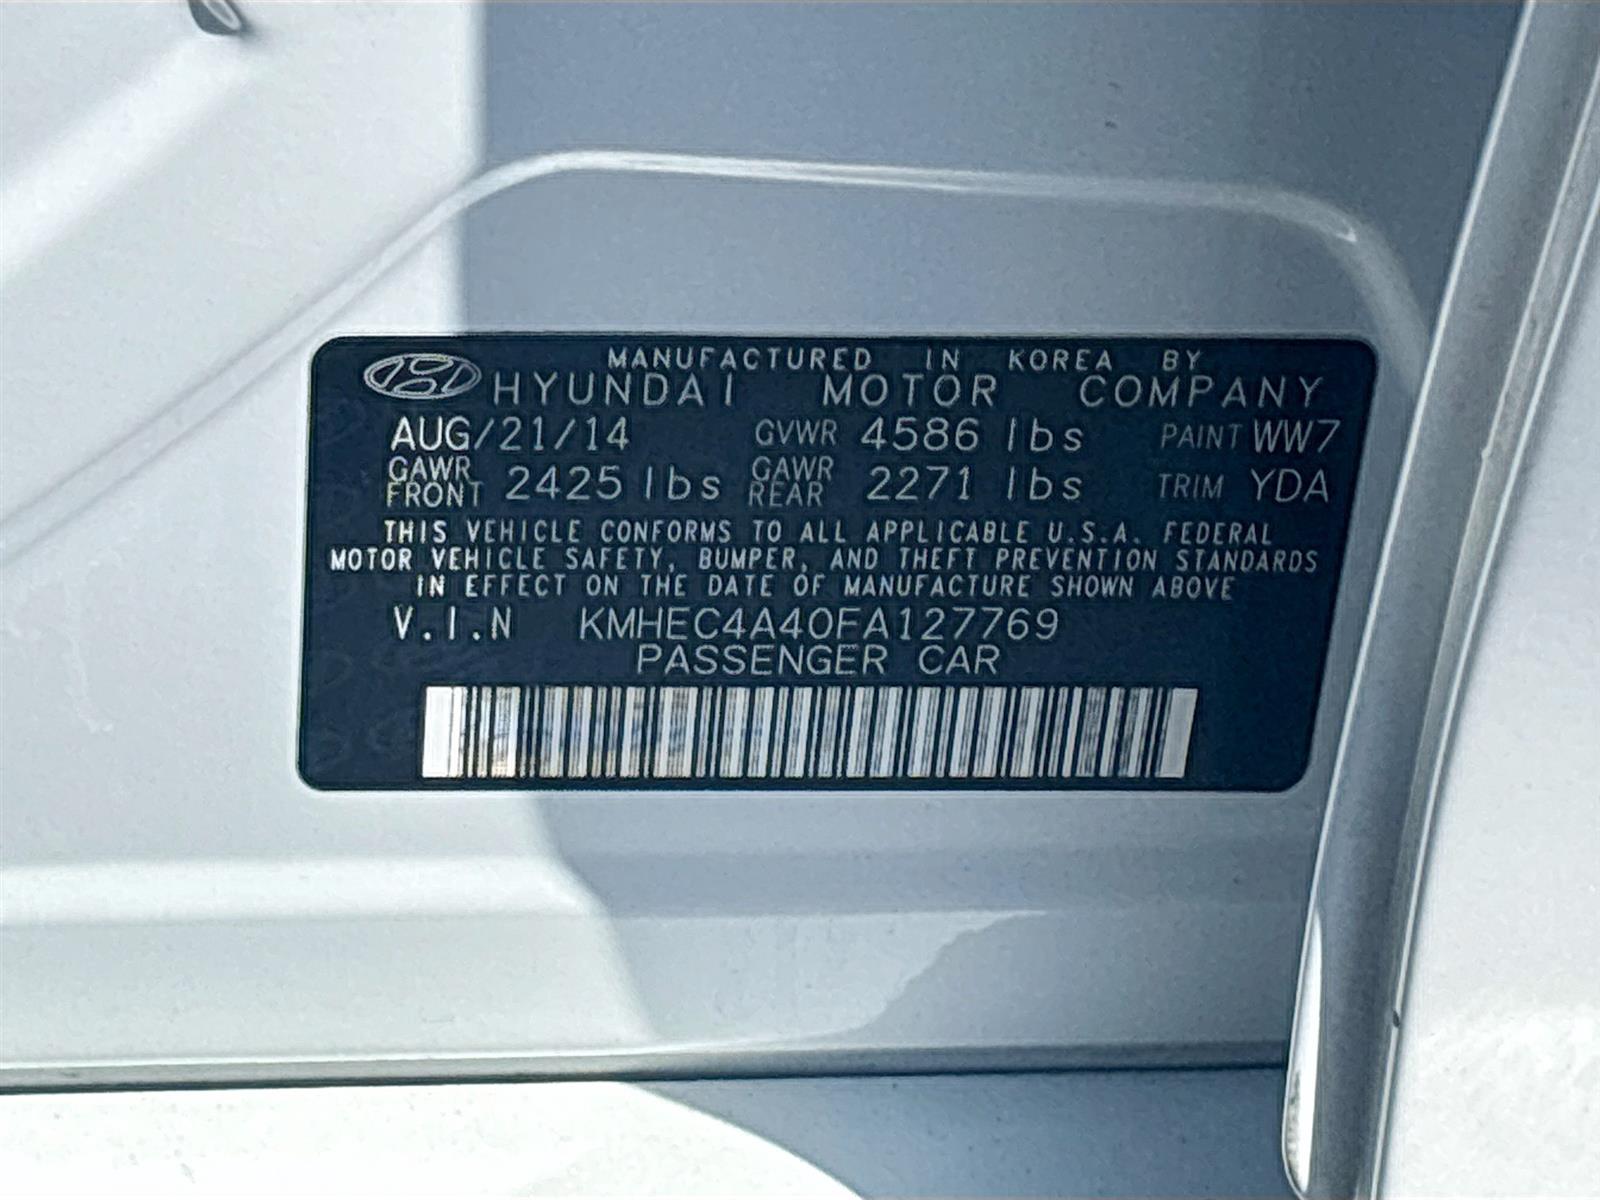 MANUFACTURED IN KOREA BY
HYUNDAI MOTOR COMPANY
AUG/21/14 GVWR 4586 lbs PAINT WW7
GAWR FRONT 2425 lbs GAWR REAR 2271 lbs TRIM YDA
THIS VEHICLE CONFORMS TO ALL APPLICABLE U.S.A. FEDERAL
MOTOR VEHICLE SAFETY, BUMPER, AND THEFT PREVENTION STANDARDS
IN EFFECT ON THE DATE OF MANUFACTURE SHOWN ABOVE
V.I.N KMHEC4A40FA127769
PASSENGER CAR